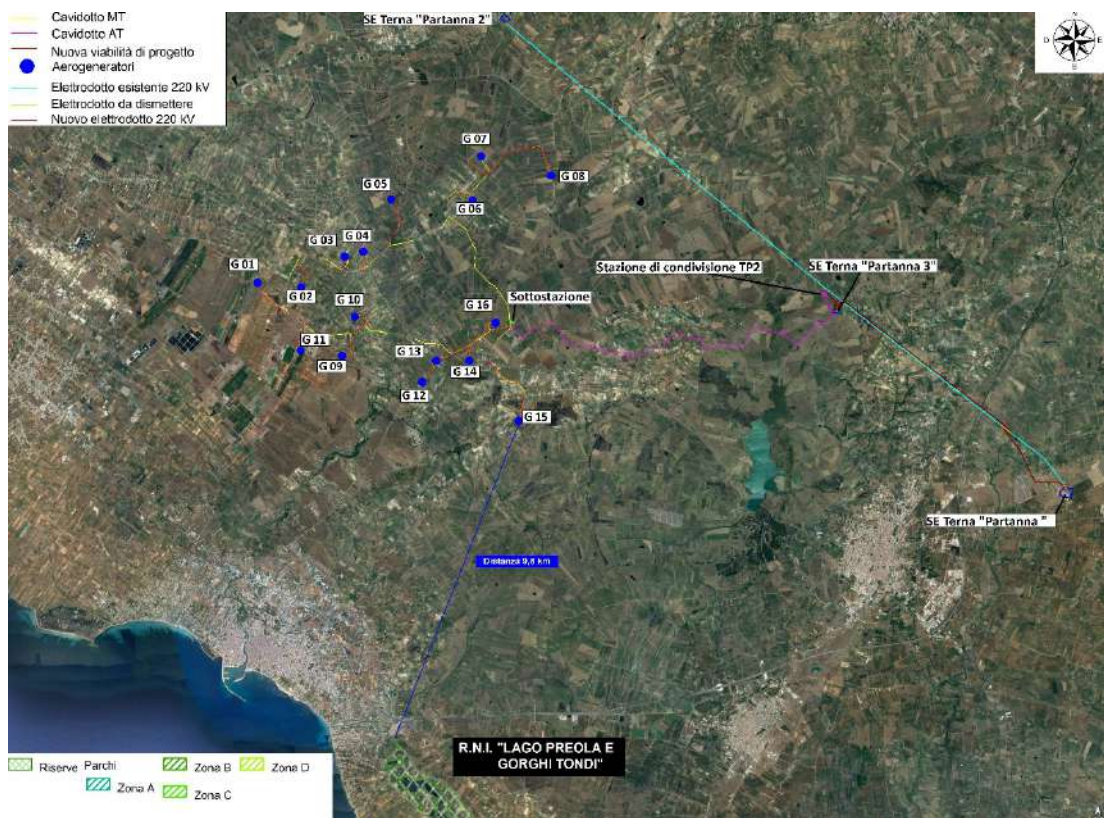 Cavidotto MT
Cavidotto AT
Nuova viabilità di progetto
Aerogeneratori
Elettrodotto esistente 220 kV
Elettrodotto da dismettere
Nuovo elettrodotto 220 kV
SE Terna "Partanna 2"
N
D
E
B
G 07
G 08
G 05
G 06
G 03
G 04
G 01
G 02
Stazione di condivisione TP2
SE Terna "Partanna 3"
G 10
G 16
Sottostazione
G 11
G 09
G 13
G 14
G 12
G 15
SE Terna "Partanna "
Distanza 9,8 km
R.N.I. "LAGO PREOLA E
GORGHI TONDI"
Riserve
Parchi
Zona A
Zona B
Zona C
Zona D